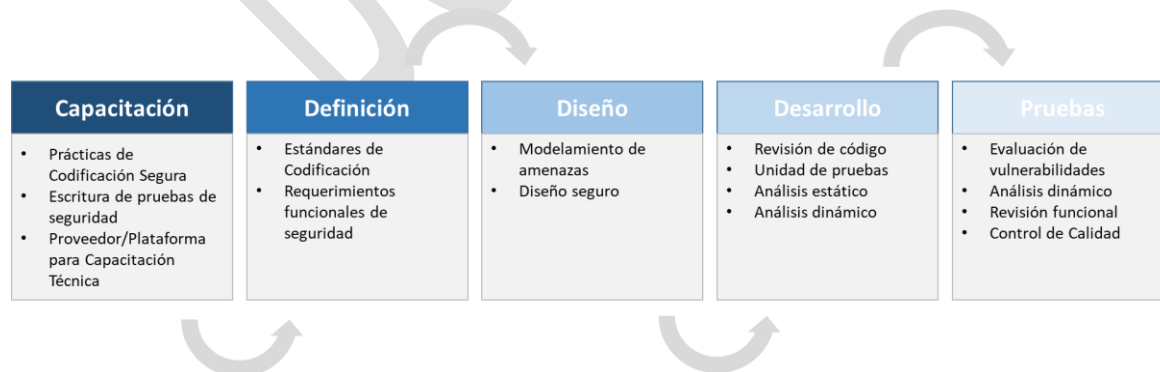 Capacitación
• Prácticas de
Codificación Segura
• Escritura de pruebas de
seguridad
• Proveedor/Plataforma
para Capacitación
Técnica
Definición
• Estándares de
Codificación
• Requerimientos
funcionales de
seguridad
Diseño
• Modelamiento de
amenazas
• Diseño seguro
Desarrollo
• Revisión de código
• Unidad de pruebas
• Análisis estático
• Análisis dinámico
Pruebas
• Evaluación de
vulnerabilidades
• Análisis dinámico
• Revisión funcional
• Control de Calidad